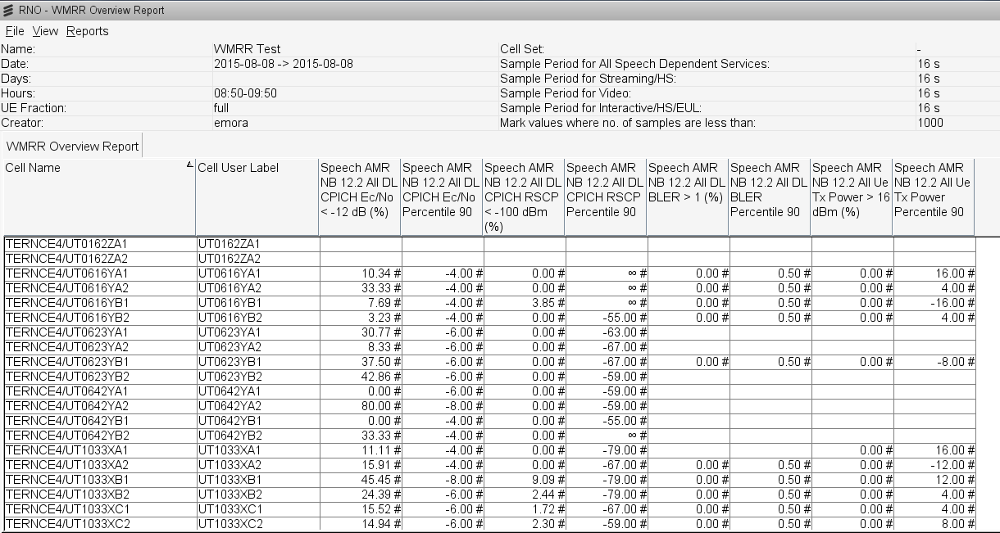 RNO - WMRR Overview Report
File View Reports
Name: WMRR Test Cell Set: -
Date: 2015-08-08 -> 2015-08-08 Sample Period for All Speech Dependent Services: 16 s
Days: Sample Period for Streaming/HS: 16 s
Hours: 08:50-09:50 Sample Period for Video: 16 s
UE Fraction: full Sample Period for Interactive/HS/EUL: 16 s
Creator: emora Mark values where no. of samples are less than: 1000
WMRR Overview Report
Cell Name Cell User Label Speech AMR Speech AMR Speech AMR Speech AMR Speech AMR Speech AMR Speech AMR Speech AMR
NB 12.2 All DL NB 12.2 All DL NB 12.2 All DL NB 12.2 All DL NB 12.2 All DL NB 12.2 All DL NB 12.2 All Ue NB 12.2 All Ue
CPICH Ec/No CPICH Ec/No CPICH RSCP CPICH RSCP BLER > 1 (%) BLER Tx Power > 16 Tx Power
< -12 dB (%) Percentile 90 < -100 dBm Percentile 90 Percentile 90 dBm (%) Percentile 90
(%)
TERNCE4/UT0162ZA1 UT0162ZA1
TERNCE4/UT0162ZA2 UT0162ZA2
TERNCE4/UT0616YA1 UT0616YA1 10.34 # -4.00 # 0.00 # ∞ # 0.00 # 0.50 # 0.00 # 16.00 #
TERNCE4/UT0616YA2 UT0616YA2 33.33 # -4.00 # 0.00 # ∞ # 0.00 # 0.50 # 0.00 # 4.00 #
TERNCE4/UT0616YB1 UT0616YB1 7.69 # -4.00 # 3.85 # ∞ # 0.00 # 0.50 # 0.00 # -16.00 #
TERNCE4/UT0616YB2 UT0616YB2 3.23 # -4.00 # 0.00 # -55.00 # 0.00 # 0.50 # 0.00 # 4.00 #
TERNCE4/UT0623YA1 UT0623YA1 30.77 # -6.00 # 0.00 # -63.00 #
TERNCE4/UT0623YA2 UT0623YA2 8.33 # -6.00 # 0.00 # -67.00 #
TERNCE4/UT0623YB1 UT0623YB1 37.50 # -6.00 # 0.00 # -67.00 # 0.00 # 0.50 # 0.00 # -8.00 #
TERNCE4/UT0623YB2 UT0623YB2 42.86 # -6.00 # 0.00 # -59.00 #
TERNCE4/UT0642YA1 UT0642YA1 0.00 # -6.00 # 0.00 # -59.00 #
TERNCE4/UT0642YA2 UT0642YA2 80.00 # -8.00 # 0.00 # -59.00 #
TERNCE4/UT0642YB1 UT0642YB1 0.00 # -4.00 # 0.00 # -55.00 #
TERNCE4/UT0642YB2 UT0642YB2 33.33 # -4.00 # 0.00 # ∞ #
TERNCE4/UT1033XA1 UT1033XA1 11.11 # -4.00 # 0.00 # -79.00 # 0.00 # 16.00 #
TERNCE4/UT1033XA2 UT1033XA2 15.91 # -4.00 # 0.00 # -67.00 # 0.00 # 0.50 # 0.00 # -12.00 #
TERNCE4/UT1033XB1 UT1033XB1 45.45 # -8.00 # 9.09 # -79.00 # 0.00 # 0.50 # 0.00 # 12.00 #
TERNCE4/UT1033XB2 UT1033XB2 24.39 # -6.00 # 2.44 # -79.00 # 0.00 # 0.50 # 0.00 # 4.00 #
TERNCE4/UT1033XC1 UT1033XC1 15.52 # -6.00 # 1.72 # -67.00 # 0.00 # 0.50 # 0.00 # 4.00 #
TERNCE4/UT1033XC2 UT1033XC2 14.94 # -6.00 # 2.30 # -59.00 # 0.00 # 0.50 # 0.00 # 8.00 #